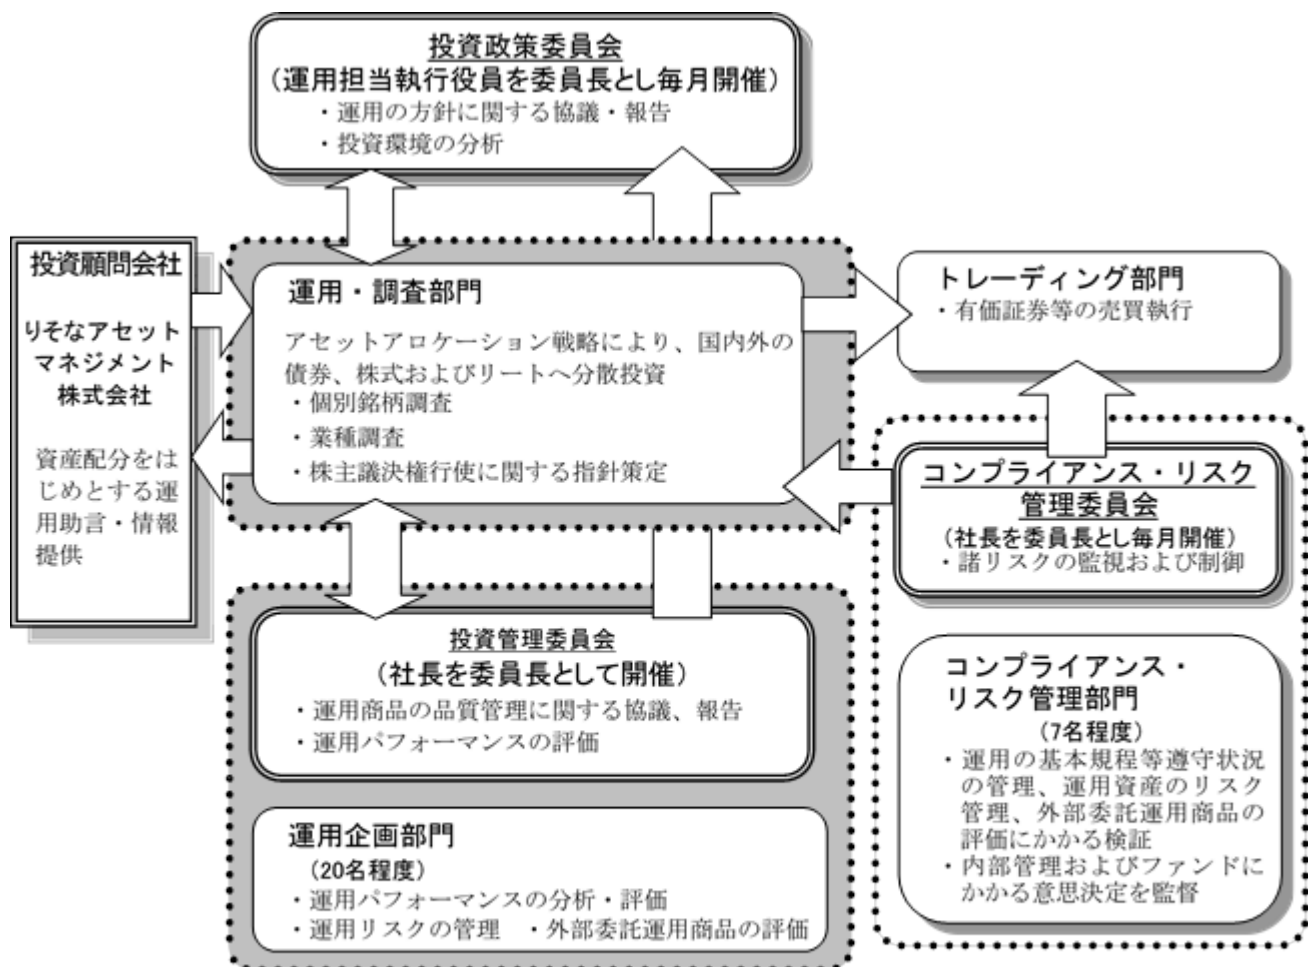 投資政策委員会
(運用担当執行役員を委員長とし毎月開催)
・運用の方針に関する協議・報告
・投資環境の分析
投資顧問会社
りそなアセット
マネジメント
株式会社
資産配分をは
じめとする運
用助言・情報
提供
運用・調査部門
アセットアロケーション戦略により、国内外の
債券、株式およびリートへ分散投資
・個別銘柄調査
・業種調査
・株主議決権行使に関する指針策定
トレーディング部門
・有価証券等の売買執行
コンプライアンス・リスク
管理委員会
(社長を委員長とし毎月開催)
・諸リスクの監視および制御
投資管理委員会
(社長を委員長として開催)
・運用商品の品質管理に関する協議、報告
・運用パフォーマンスの評価
運用企画部門
(20名程度)
・運用パフォーマンスの分析・評価
・運用リスクの管理　・外部委託運用商品の評価
コンプライアンス・
リスク管理部門
(7名程度)
・運用の基本規程等遵守状況
の管理、運用資産のリスク
管理、外部委託運用商品の
評価にかかる検証
・内部管理およびファンドに
かかる意思決定を監督